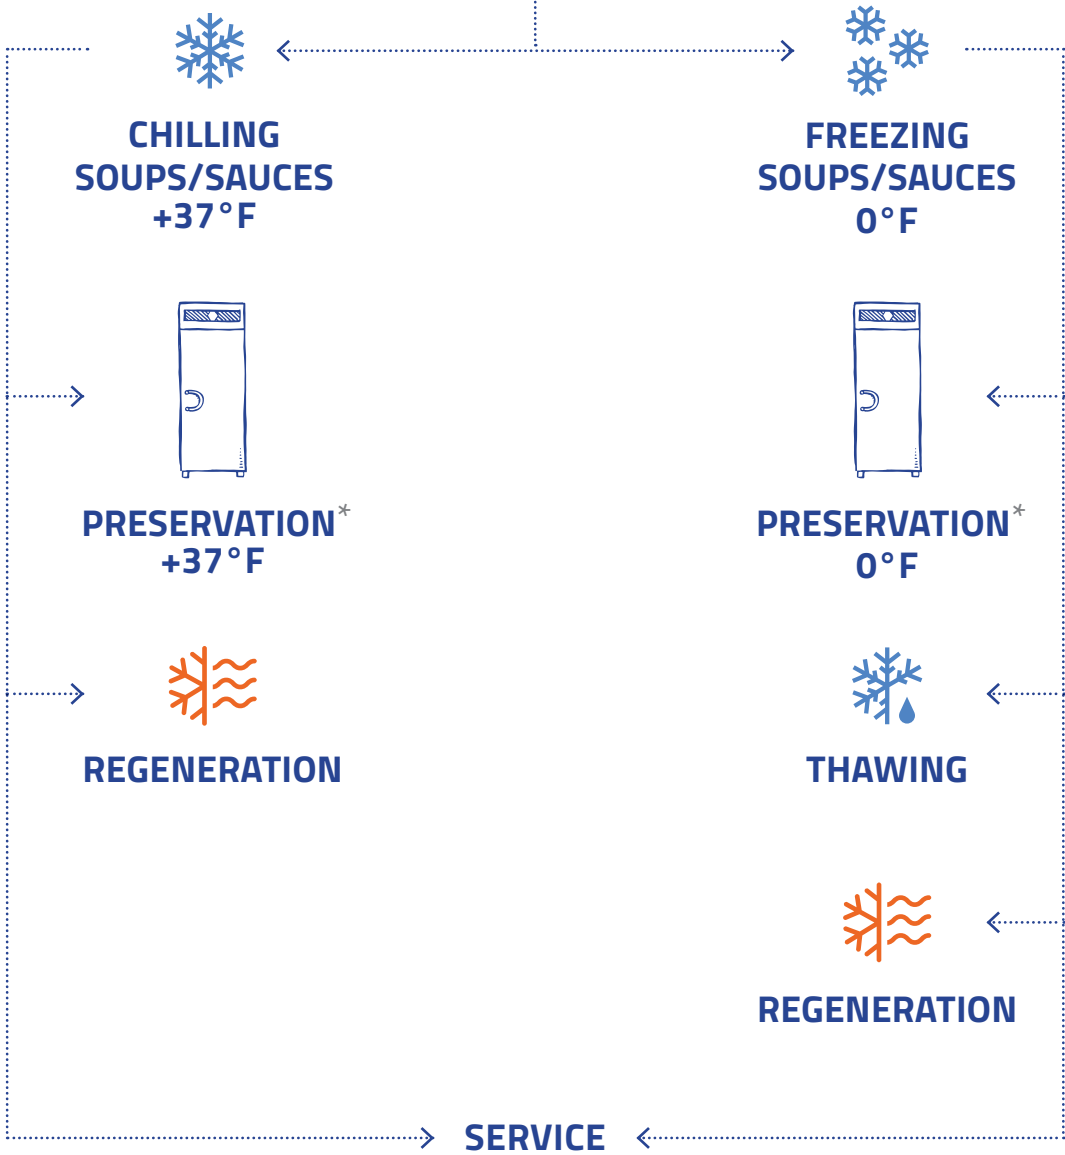 CHILLING
SOUPS/SAUCES
+37°F
FREEZING
SOUPS/SAUCES
0°F
PRESERVATION*
+37°F
PRESERVATION*
0°F
REGENERATION
THAWING
REGENERATION
SERVICE